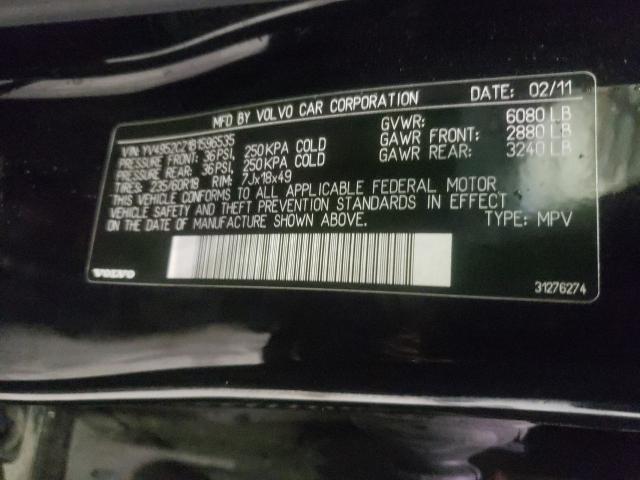 MFD BY VOLVO CAR CORPORATION DATE: 02/11
VIN: YV4952CZ1B1596535 GVWR: 6080 LB
PRESSURE FRONT: 36 PSI, 250 KPA COLD GAWR FRONT: 2880 LB
PRESSURE REAR: 36 PSI, 250 KPA COLD GAWR REAR: 3240 LB
TIRES: 235/60R18 RIM: 7Jx18x49
THIS VEHICLE CONFORMS TO ALL APPLICABLE FEDERAL MOTOR
VEHICLE SAFETY AND THEFT PREVENTION STANDARDS IN EFFECT
ON THE DATE OF MANUFACTURE SHOWN ABOVE. TYPE: MPV
VOLVO 31276274